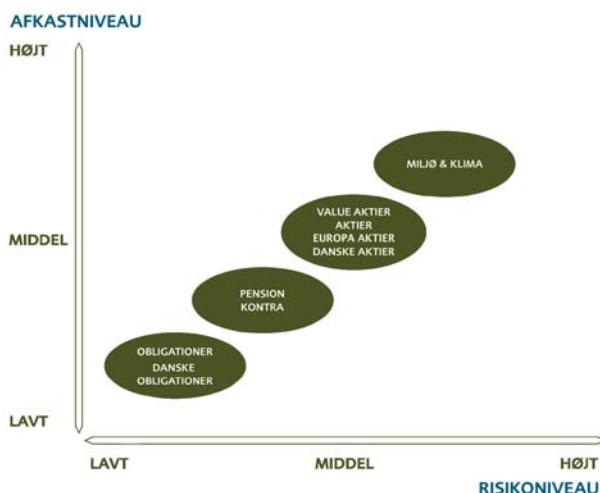 AFKASTNIVEAU
HØJT
MILJØ & KLIMA
VALUE AKTIER
AKTIER
EUROPA AKTIER
DANSKE AKTIER
MIDDEL
PENSION
KONTRA
OBLIGATIONER
DANSKE
OBLIGATIONER
LAVT
LAVT MIDDEL HØJT
RISIKONIVEAU